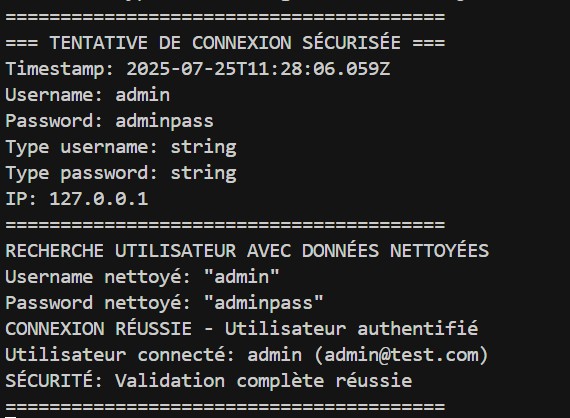 =========================================
=== TENTATIVE DE CONNEXION SÉCURISÉE ===
Timestamp: 2025-07-25T11:28:06.059Z
Username: admin
Password: adminpass
Type username: string
Type password: string
IP: 127.0.0.1
========================================
RECHERCHE UTILISATEUR AVEC DONNÉES NETTOYÉES
Username nettoyé: "admin"
Password nettoyé: "adminpass"
CONNEXION RÉUSSIE - Utilisateur authentifié
Utilisateur connecté: admin (admin@test.com)
SÉCURITÉ: Validation complète réussie
========================================